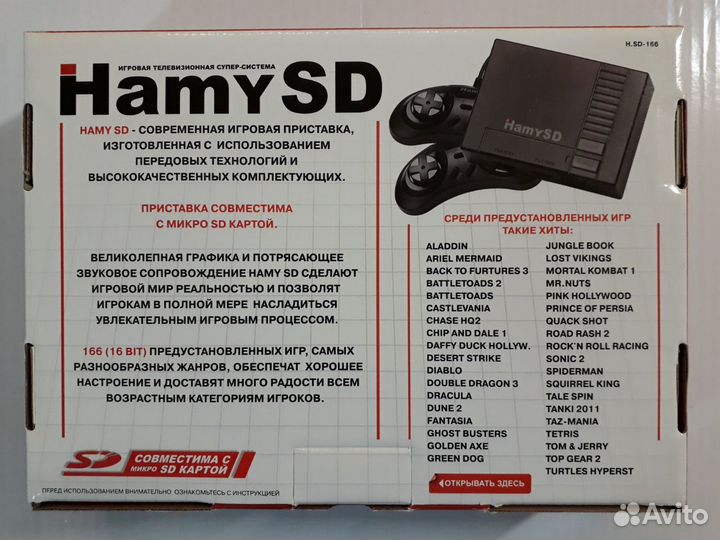 H.SD-166
ИГРОВАЯ ТЕЛЕВИЗИОННАЯ СУПЕР-СИСТЕМА
HAMY SD
HAMY SD - СОВРЕМЕННАЯ ИГРОВАЯ ПРИСТАВКА,
ИЗГОТОВЛЕННАЯ С ИСПОЛЬЗОВАНИЕМ
ПЕРЕДОВЫХ ТЕХНОЛОГИЙ И
ВЫСОКОКАЧЕСТВЕННЫХ КОМПЛЕКТУЮЩИХ.
ПРИСТАВКА СОВМЕСТИМА
С МИКРО SD КАРТОЙ.
ВЕЛИКОЛЕПНАЯ ГРАФИКА И ПОТРЯСАЮЩЕЕ
ЗВУКОВОЕ СОПРОВОЖДЕНИЕ HAMY SD СДЕЛАЮТ
ИГРОВОЙ МИР РЕАЛЬНОСТЬЮ И ПОЗВОЛЯТ
ИГРОКАМ В ПОЛНОЙ МЕРЕ НАСЛАДИТЬСЯ
УВЛЕКАТЕЛЬНЫМ ИГРОВЫМ ПРОЦЕССОМ.
166 (16 BIT) ПРЕДУСТАНОВЛЕННЫХ ИГР, САМЫХ
РАЗНООБРАЗНЫХ ЖАНРОВ, ОБЕСПЕЧАТ ХОРОШЕЕ
НАСТРОЕНИЕ И ДОСТАВЯТ МНОГО РАДОСТИ ВСЕМ
ВОЗРАСТНЫМ КАТЕГОРИЯМ ИГРОКОВ.
SD
СОВМЕСТИМА С
МИКРО SD КАРТОЙ
ПЕРЕД ИСПОЛЬЗОВАНИЕМ ВНИМАТЕЛЬНО ОЗНАКОМЬТЕСЬ С ИНСТРУКЦИЕЙ
HamySD
СРЕДИ ПРЕДУСТАНОВЛЕННЫХ ИГР
ТАКИЕ ХИТЫ:
ALADDIN
ARIEL MERMAID
BACK TO FURTURES 3
BATTLETOADS 2
BATTLETOADS
CASTLEVANIA
CHASE HQ2
CHIP AND DALE 1
DAFFY DUCK HOLLYW.
DESERT STRIKE
DIABLO
DOUBLE DRAGON 3
DRACULA
DUNE 2
FANTASIA
GHOST BUSTERS
GOLDEN AXE
GREEN DOG
JUNGLE BOOK
LOST VIKINGS
MORTAL KOMBAT 1
MR.NUTS
PINK HOLLYWOOD
PRINCE OF PERSIA
QUACK SHOT
ROAD RASH 2
ROCK'N ROLL RACING
SONIC 2
SPIDERMAN
SQUIRREL KING
TALE SPIN
TANKI 2011
TAZ-MANIA
TETRIS
TOM & JERRY
TOP GEAR 2
TURTLES HYPERST
ОТКРЫВАТЬ ЗДЕСЬ
Avito